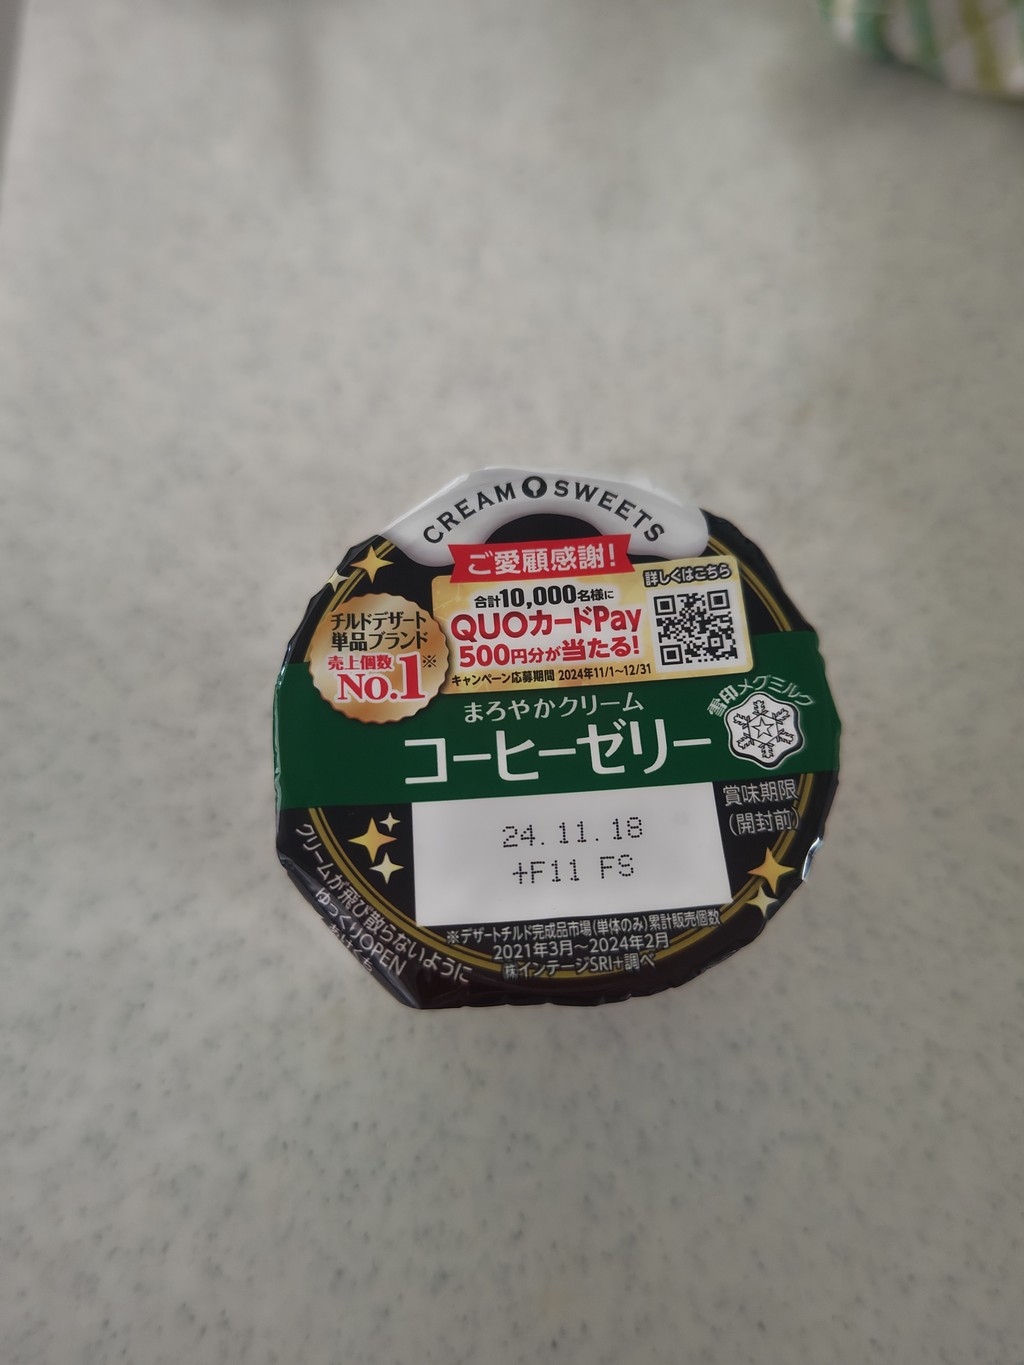 CREAM SWEETS
ご愛顧感謝!
合計10,000名様に
QUOカードPay
500円分が当たる!
キャンペーン応募期間 2024年11/1~12/31
詳しくはこちら
チルドデザート
単品ブランド
売上個数
No.1※
まろやかクリーム
コーヒーゼリー
雪印メグミルク
賞味期限
(開封前)
24.11.18
+F11 FS
※デザートチルド完成品市場(単体のみ)累計販売個数
2021年3月~2024年2月
㈱インテージSRI+調べ
クリームが飛び散らないように
ゆっくりOPEN